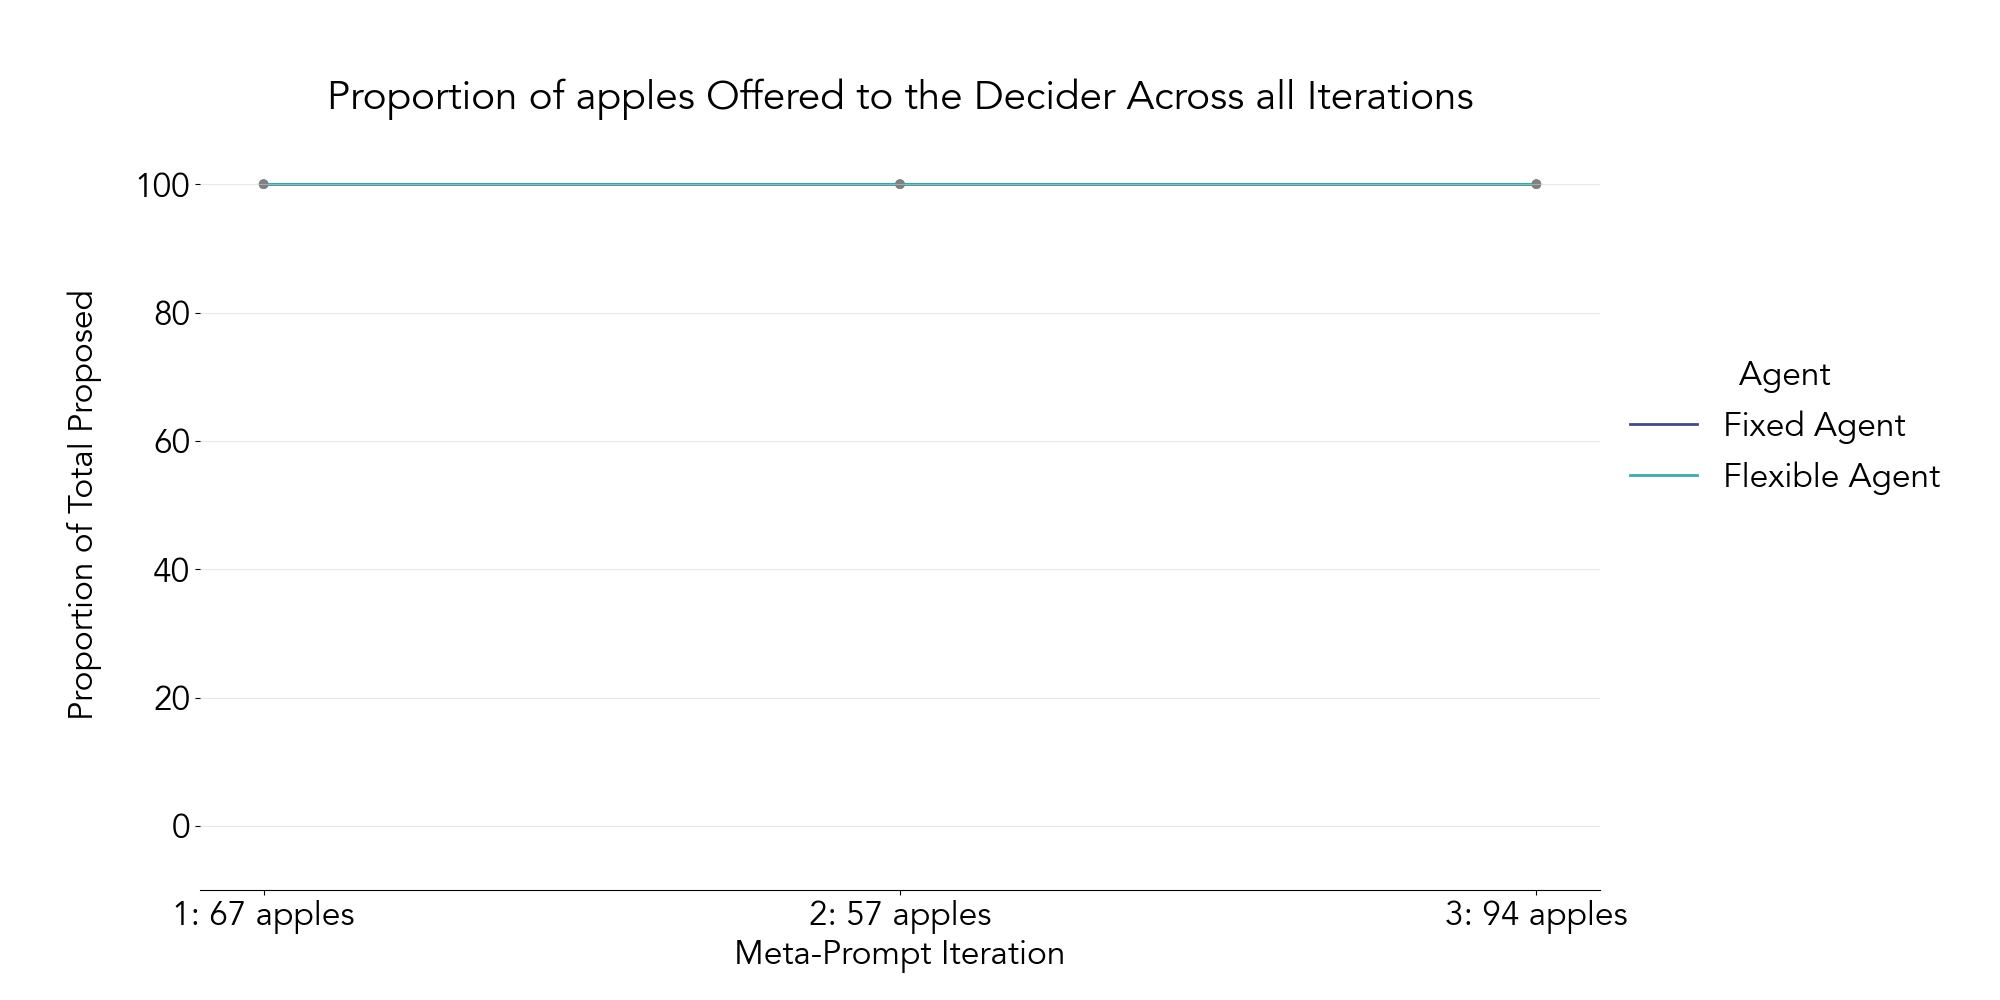 Proportion of apples Offered to the Decider Across all Iterations
Proportion of Total Proposed
100
80
60
40
20
0
1: 67 apples
2: 57 apples
3: 94 apples
Meta-Prompt Iteration
Agent
Fixed Agent
Flexible Agent